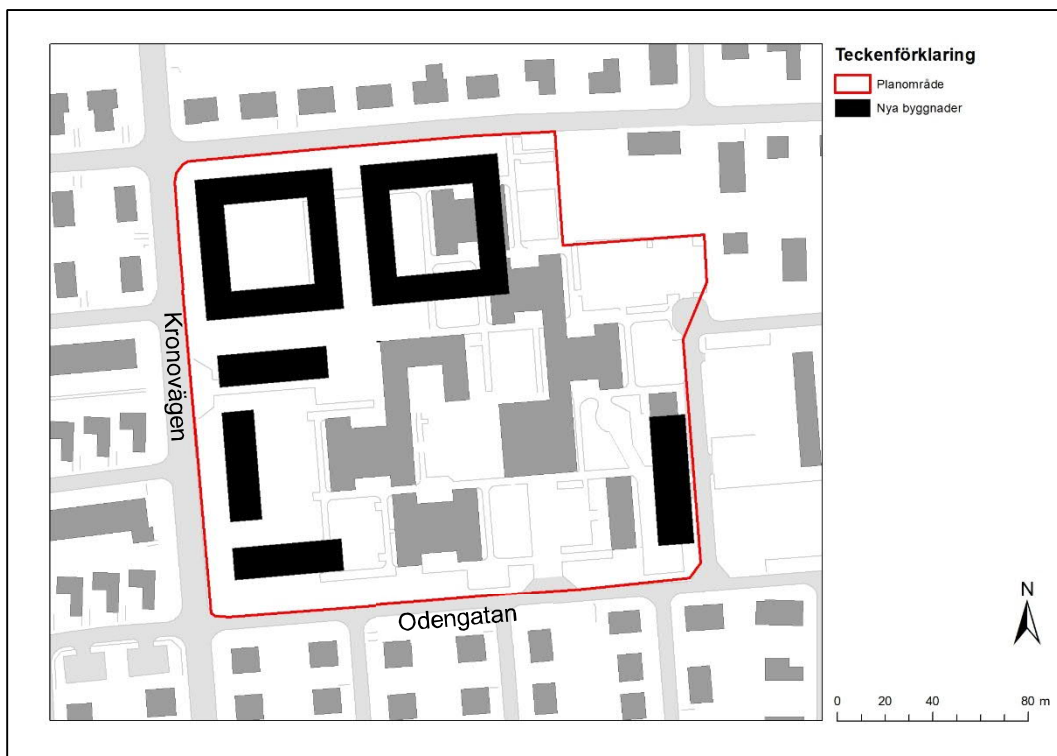 Teckenförklaring
Planområde
Nya byggnader
Kronovägen
Odengatan
N
0 20 40 80 m